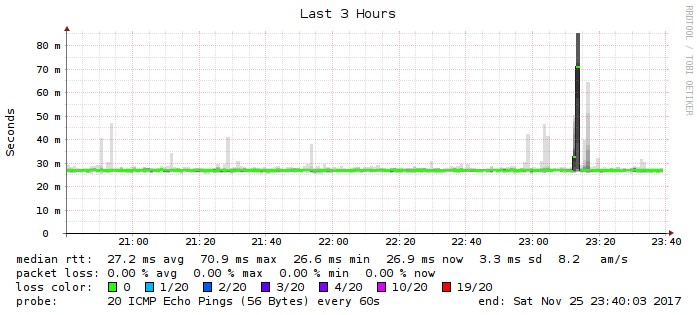 Last 3 Hours
RRDTOOL / TOBI OETIKER
Seconds
80 m
70 m
60 m
50 m
40 m
30 m
20 m
10 m
0
21:00 21:20 21:40 22:00 22:20 22:40 23:00 23:20 23:40
median rtt: 27.2 ms avg 70.9 ms max 26.6 ms min 26.9 ms now 3.3 ms sd 8.2 am/s
packet loss: 0.00 % avg 0.00 % max 0.00 % min 0.00 % now
loss color: 0 1/20 2/20 3/20 4/20 10/20 19/20
probe: 20 ICMP Echo Pings (56 Bytes) every 60s end: Sat Nov 25 23:40:03 2017